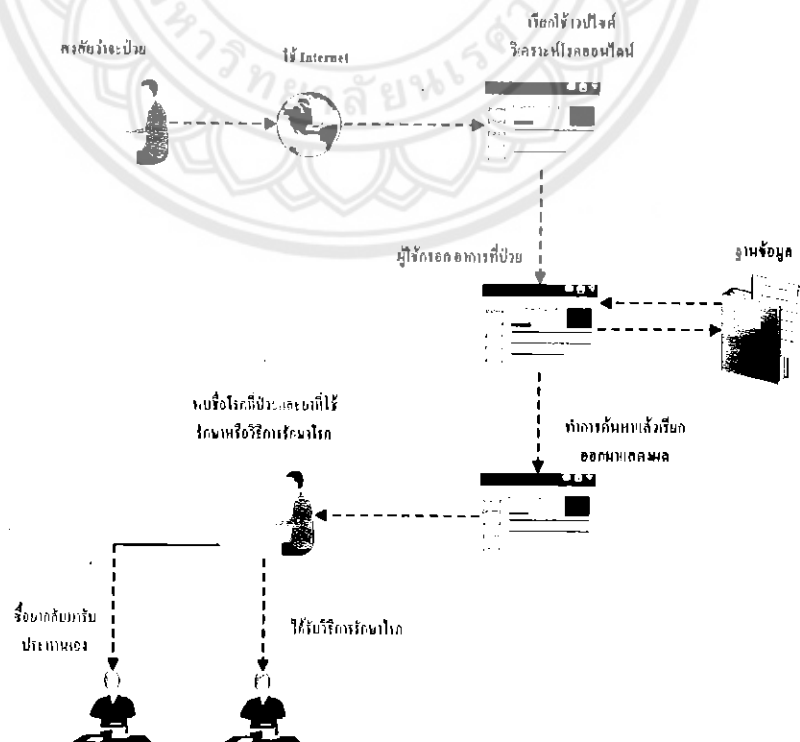 เรียกใช้เวปไซค์
วิเคราะห์โรคออนไลน์
สงสัยว่าจะป่วย
ใช้ Internet
ผู้ใช้กรอกอาการที่ป่วย
ฐานข้อมูล
พบชื่อโรคที่ป่วยและยาที่ใช้
รักษาหรือวิธีการรักษาโรค
ทำการค้นหาแล้วเรียก
ออกมาแสดงผล
ซื้อยากลับมารับ
ประทานเอง
ได้รับวิธีการรักษาโรค